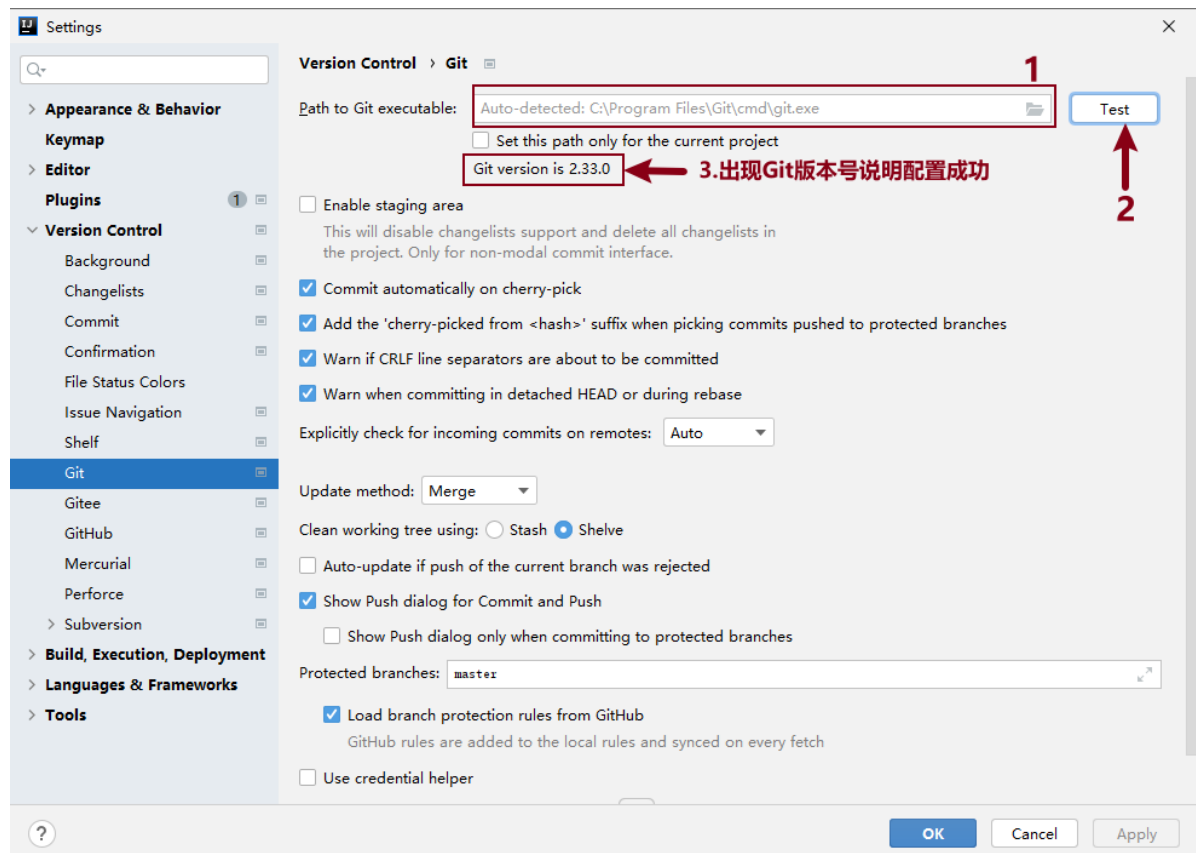 Settings
Version Control › Git
1
Appearance & Behavior
Path to Git executable: Auto-detected: C:\Program Files\Git\cmd\git.exe Test
Keymap
Set this path only for the current project
Editor
Git version is 2.33.0 3.出现Git版本号说明配置成功
Plugins 1
2
Enable staging area
Version Control
This will disable changelists support and delete all changelists in
the project. Only for non-modal commit interface.
Background
Changelists
Commit automatically on cherry-pick
Commit
Add the 'cherry-picked from <hash>' suffix when picking commits pushed to protected branches
Confirmation
Warn if CRLF line separators are about to be committed
File Status Colors
Warn when committing in detached HEAD or during rebase
Issue Navigation
Explicitly check for incoming commits on remotes: Auto
Shelf
Git
Update method: Merge
Gitee
Clean working tree using: Stash Shelve
GitHub
Mercurial
Auto-update if push of the current branch was rejected
Perforce
Show Push dialog for Commit and Push
Subversion
Show Push dialog only when committing to protected branches
Build, Execution, Deployment
Protected branches: master
Languages & Frameworks
Tools
Load branch protection rules from GitHub
GitHub rules are added to the local rules and synced on every fetch
Use credential helper
? OK Cancel Apply